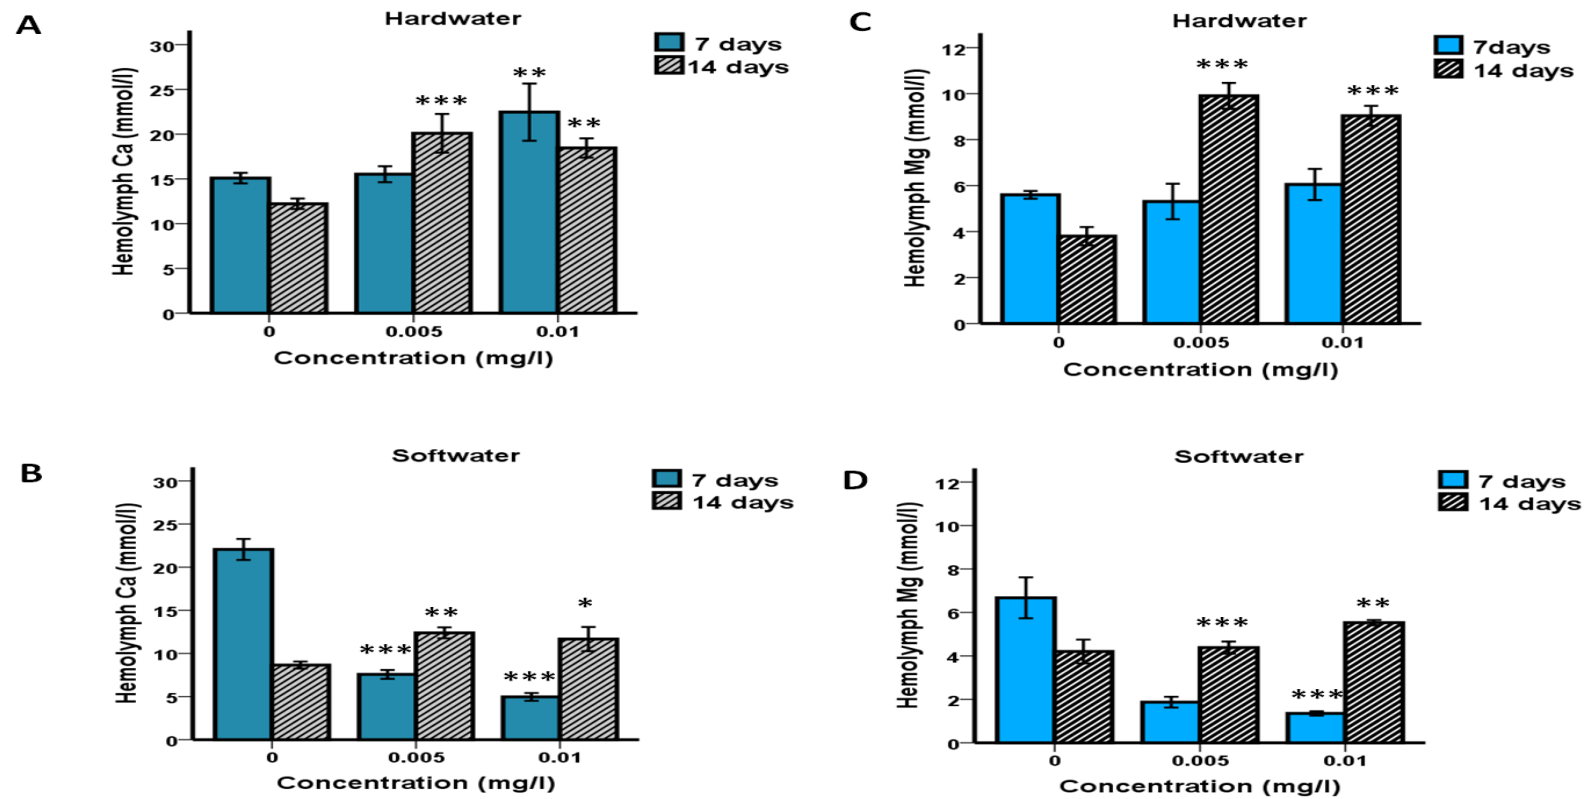 A
Hardwater
7 days
14 days
Hemolymph Ca (mmol/l)
30
25
20
15
10
5
0
***
**
**
0 0.005 0.01
Concentration (mg/l)
C
Hardwater
7days
14 days
Hemolymph Mg (mmol/l)
12
10
8
6
4
2
0
***
***
0 0.005 0.01
Concentration (mg/l)
B
Softwater
7 days
14 days
Hemolymph Ca (mmol/l)
30
25
20
15
10
5
0
***
**
***
*
0 0.005 0.01
Concentration (mg/l)
D
Softwater
7 days
14 days
Hemolymph Mg (mmol/l)
12
10
8
6
4
2
0
***
***
**
0 0.005 0.01
Concentration (mg/l)